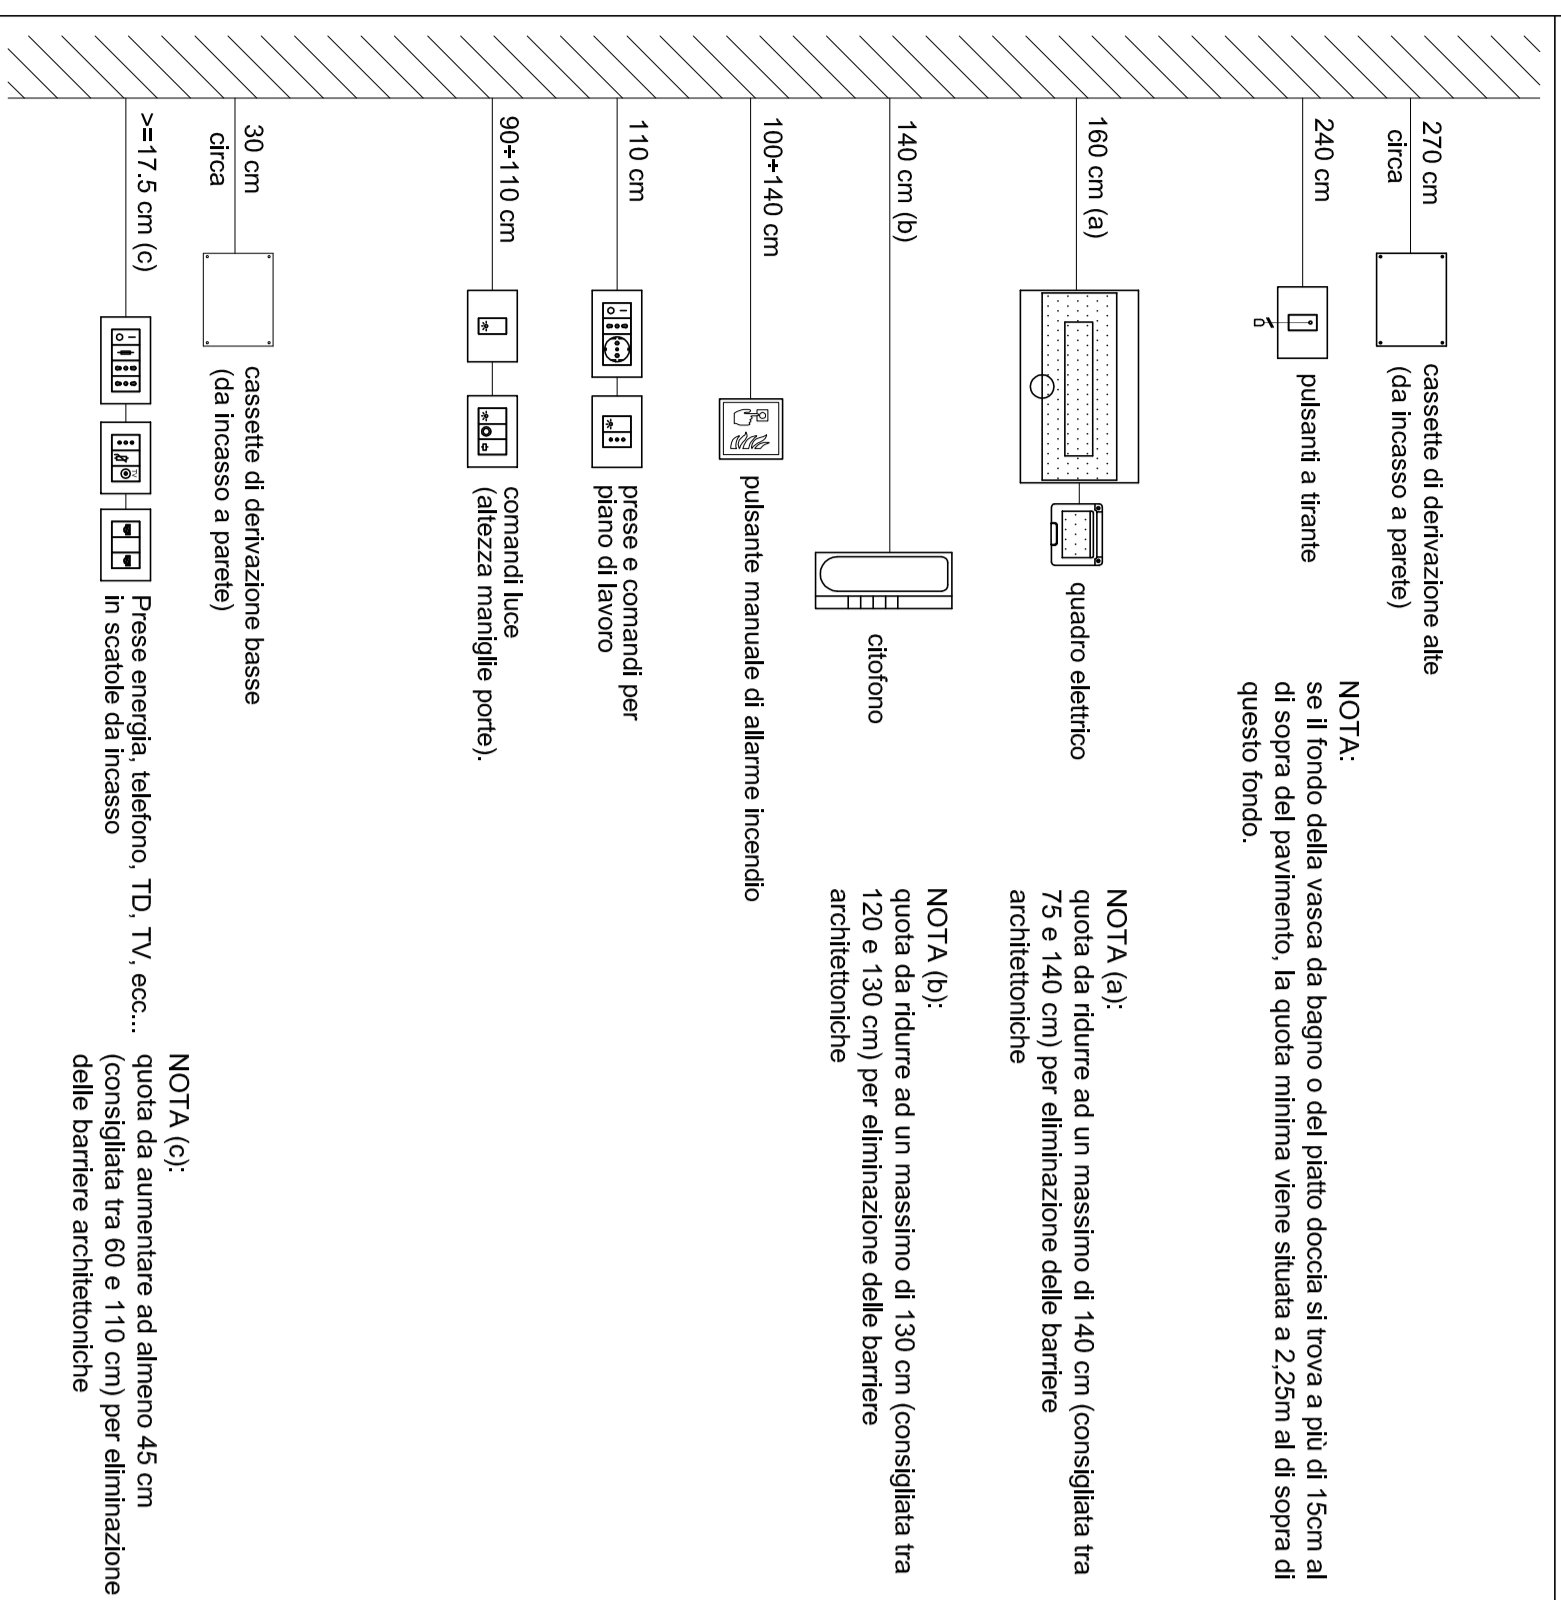 270 cm
circa
cassette di derivazione alte
(da incasso a parete)
240 cm
pulsanti a tirante
NOTA:
se il fondo della vasca da bagno o del piatto doccia si trova a più di 15cm al
di sopra del pavimento, la quota minima viene situata a 2,25m al di sopra di
questo fondo.
160 cm (a)
quadro elettrico
NOTA (a):
quota da ridurre ad un massimo di 140 cm (consigliata tra
75 e 140 cm) per eliminazione delle barriere
architettoniche
140 cm (b)
citofono
NOTA (b):
quota da ridurre ad un massimo di 130 cm (consigliata tra
120 e 130 cm) per eliminazione delle barriere
architettoniche
100÷140 cm
pulsante manuale di allarme incendio
110 cm
prese e comandi per
piano di lavoro
90÷110 cm
comandi luce
(altezza maniglie porte).
30 cm
circa
cassette di derivazione basse
(da incasso a parete)
>=17.5 cm (c)
TV
Prese energia, telefono, TD, TV, ecc...
in scatole da incasso
NOTA (c):
quota da aumentare ad almeno 45 cm
(consigliata tra 60 e 110 cm) per eliminazione
delle barriere architettoniche